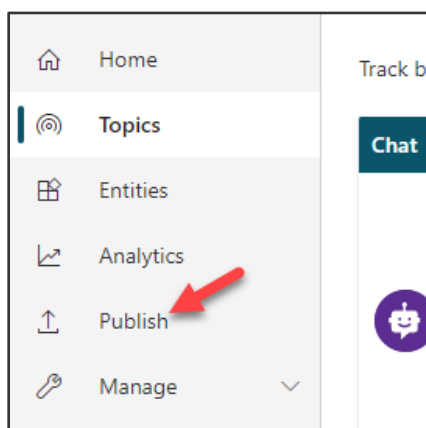 Home
Topics
Entities
Analytics
Publish
Manage
Track b
Chat